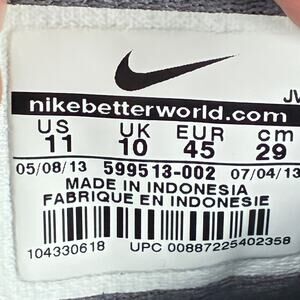 JV
nikebetterworld.com
US UK EUR cm
11 10 45 29
05/08/13 599513-002 07/04/13
MADE IN INDONESIA
FABRIQUE EN INDONESIE
104330618 UPC 00887225402358